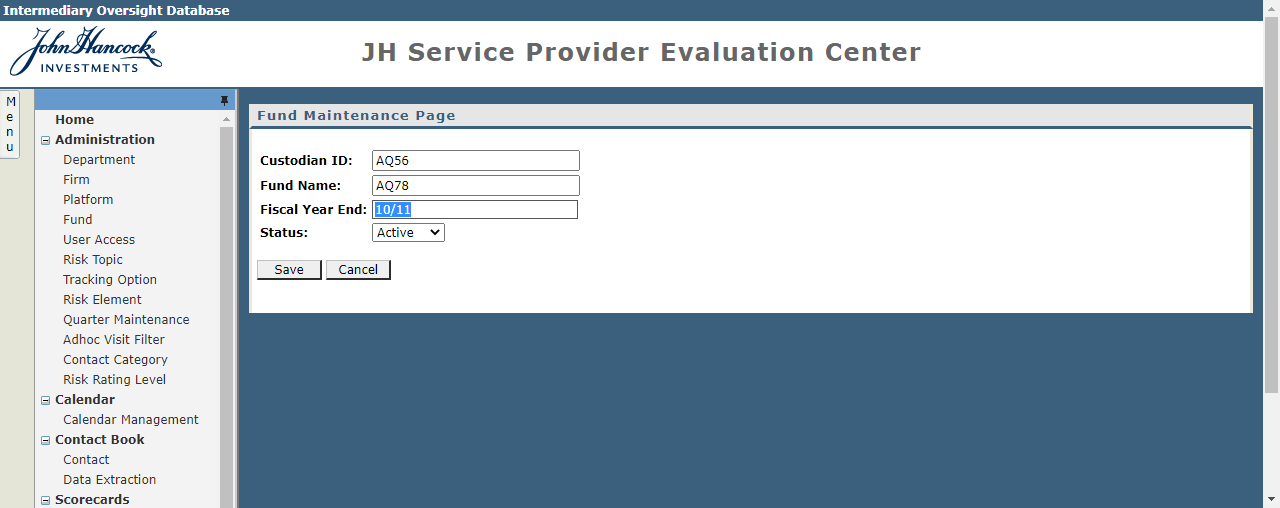 Intermediary Oversight Database
John Hancock
INVESTMENTS
JH Service Provider Evaluation Center
Menu
Home
Administration
Department
Firm
Platform
Fund
User Access
Risk Topic
Tracking Option
Risk Element
Quarter Maintenance
Adhoc Visit Filter
Contact Category
Risk Rating Level
Calendar
Calendar Management
Contact Book
Contact
Data Extraction
Scorecards
Fund Maintenance Page
Custodian ID: AQ56
Fund Name: AQ78
Fiscal Year End: 10/11
Status: Active
Save Cancel